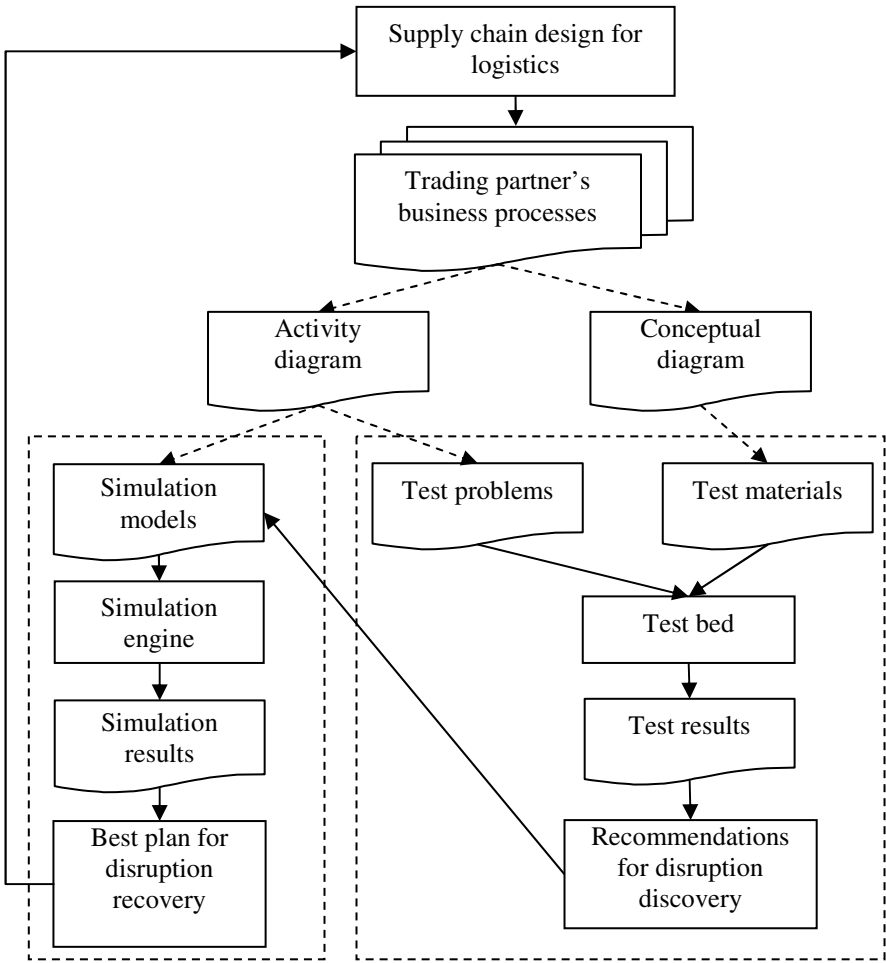 Supply chain design for
logistics
Trading partner’s
business processes
Activity
diagram
Conceptual
diagram
Simulation
models
Test problems
Test materials
Simulation
engine
Test bed
Simulation
results
Test results
Best plan for
disruption
recovery
Recommendations
for disruption
discovery